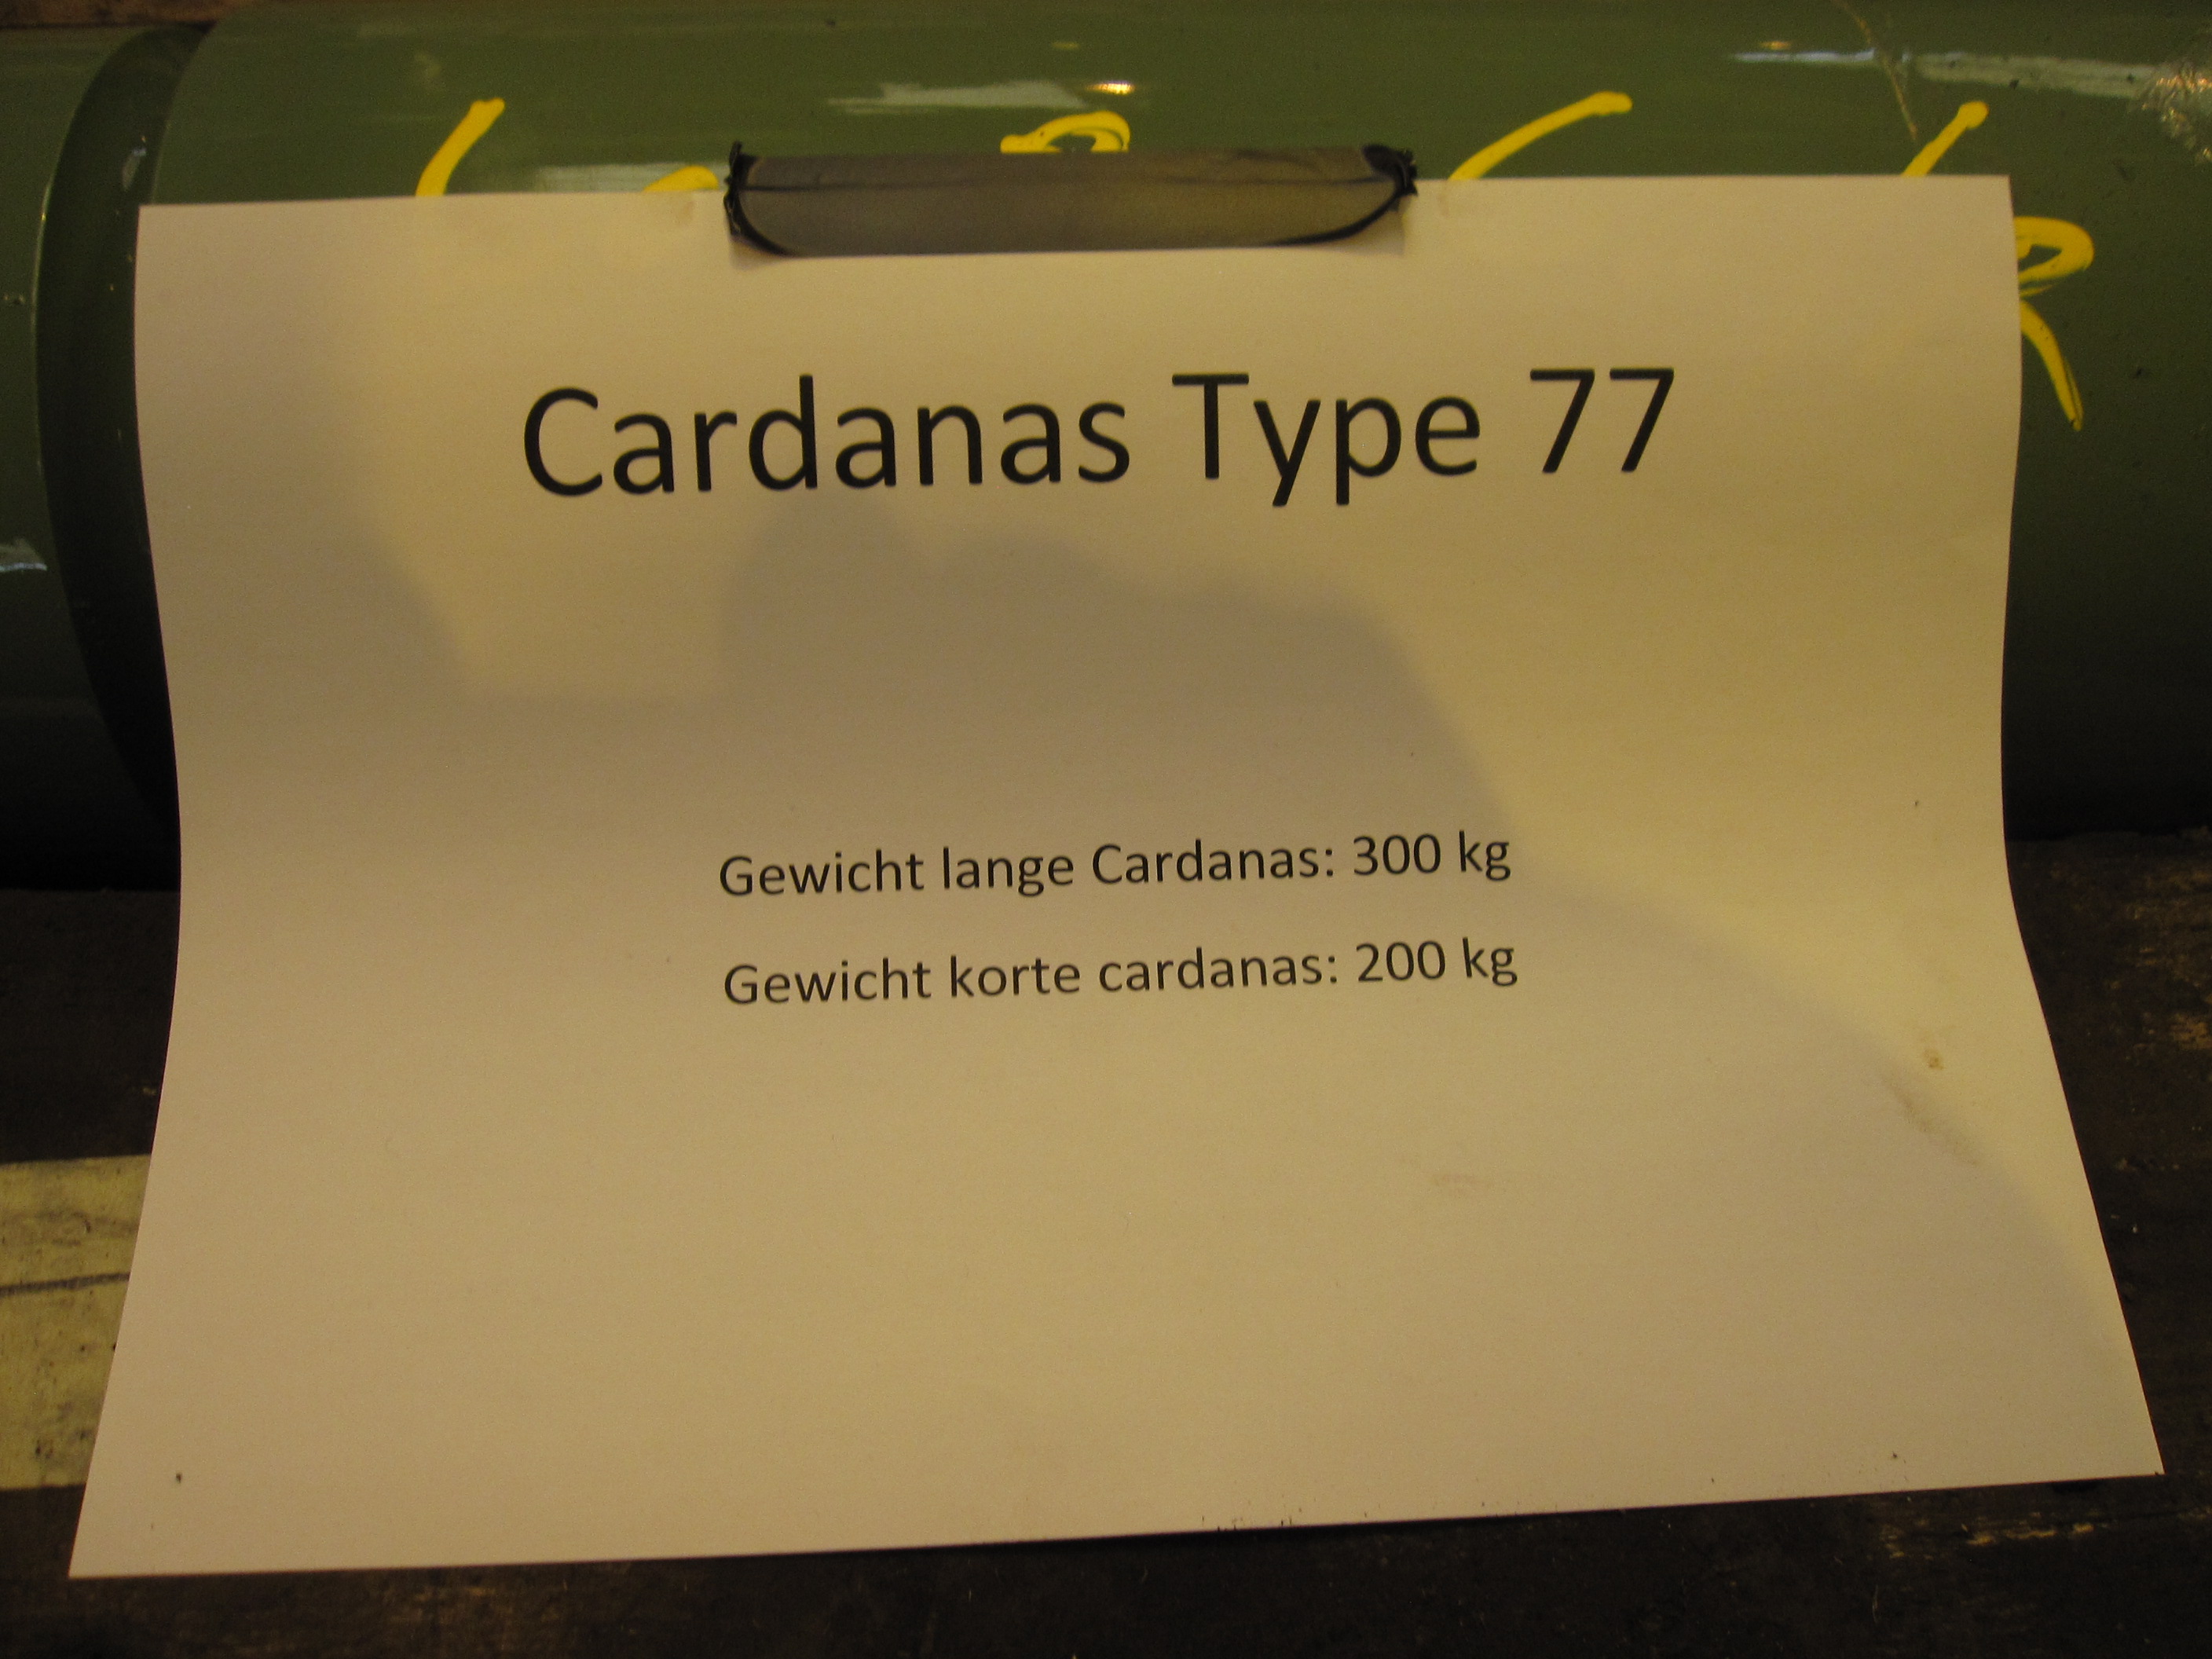 Cardanas Type 77
Gewicht lange Cardanas: 300 kg
Gewicht korte cardanas: 200 kg